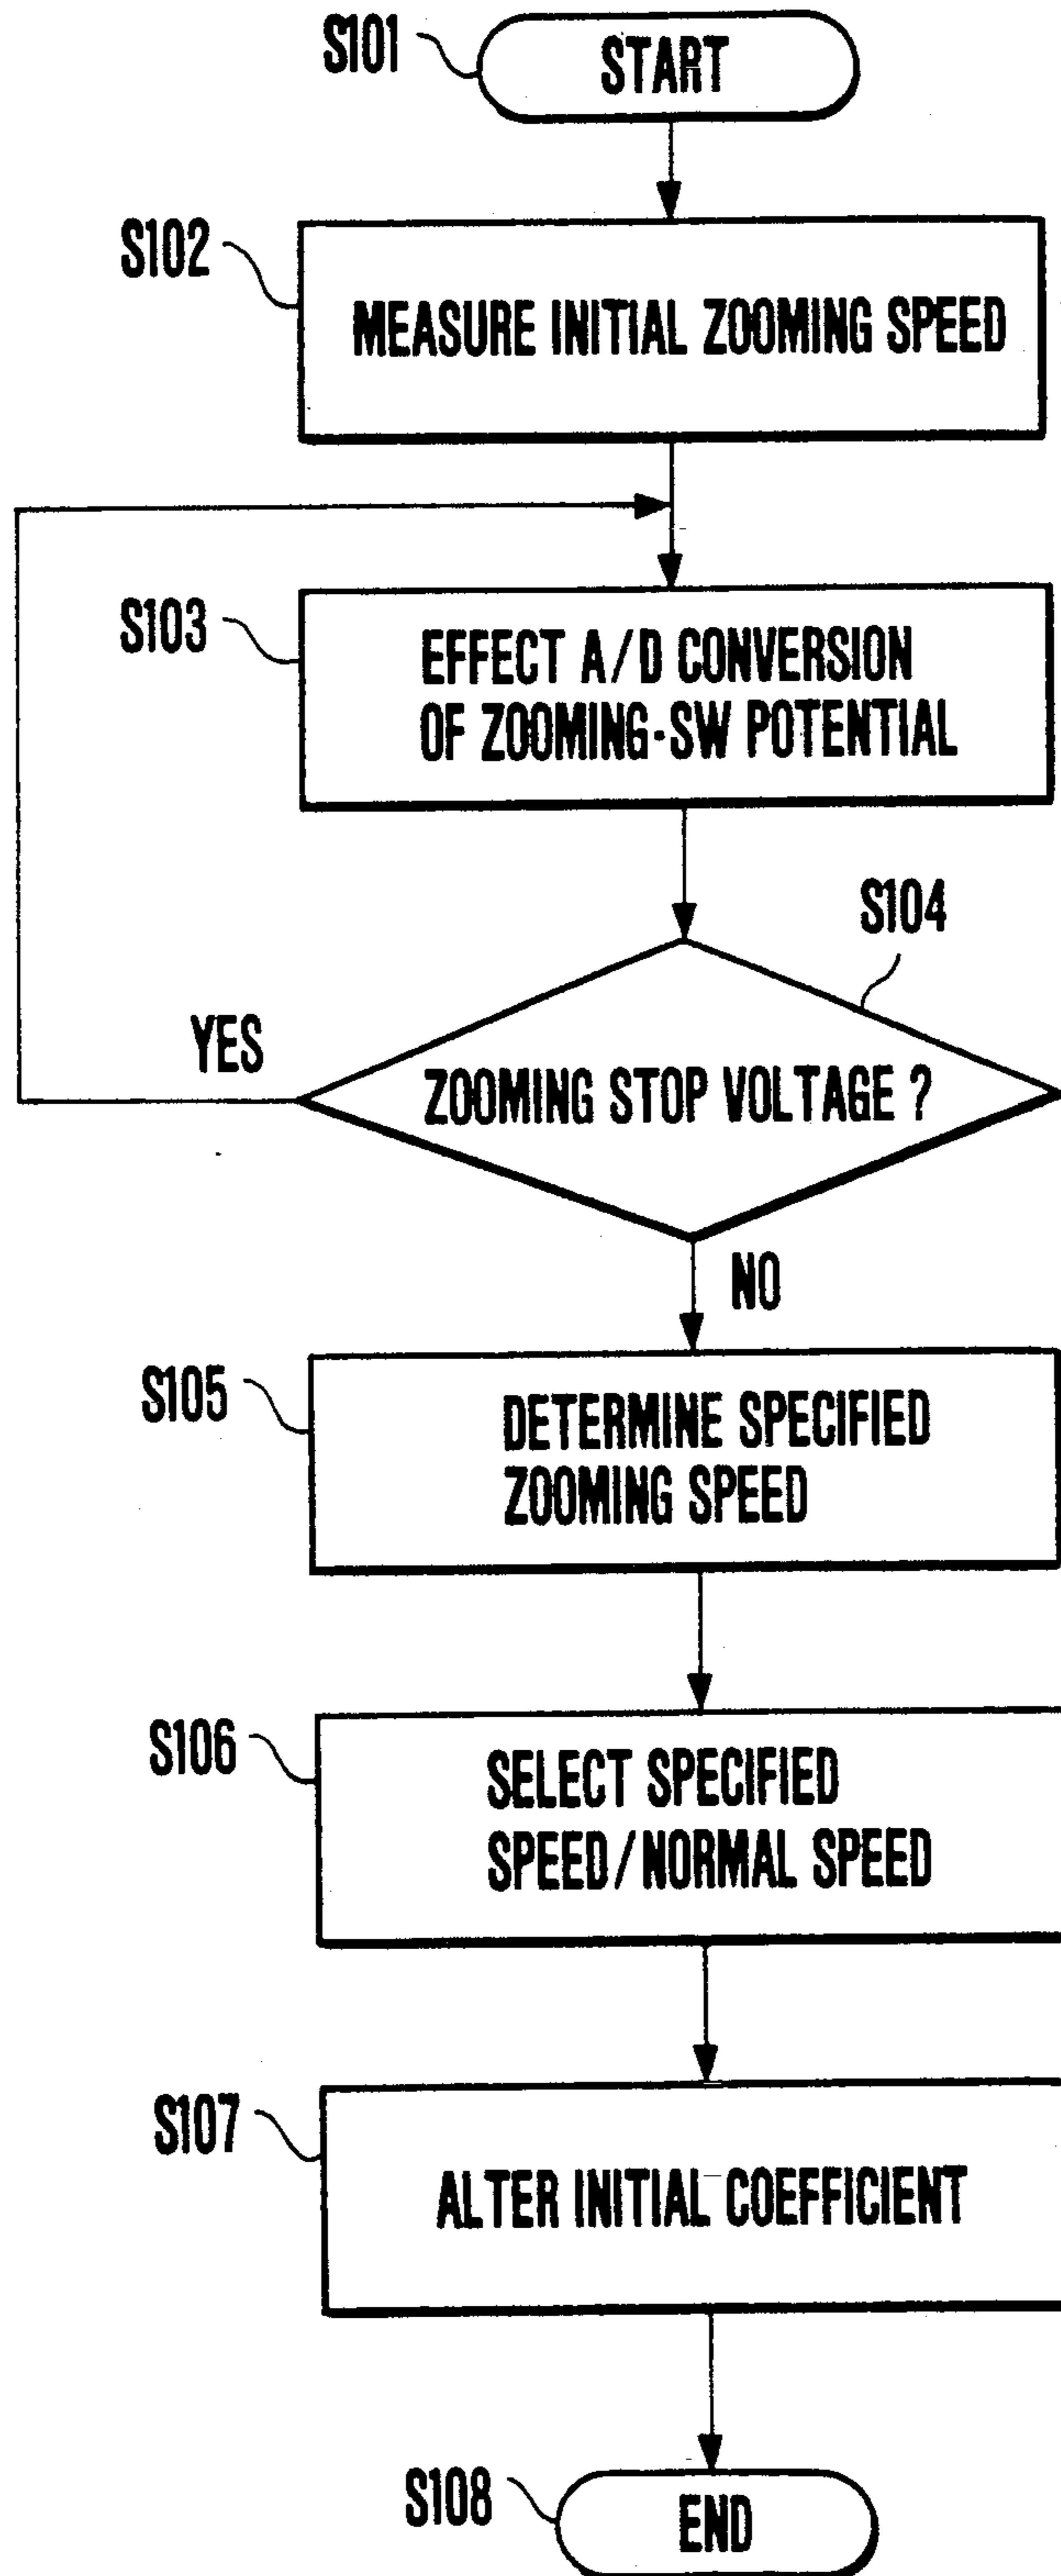 S101
START
S102
MEASURE INITIAL ZOOMING SPEED
S103
EFFECT A/D CONVERSION
OF ZOOMING-SW POTENTIAL
S104
YES
ZOOMING STOP VOLTAGE ?
NO
S105
DETERMINE SPECIFIED
ZOOMING SPEED
S106
SELECT SPECIFIED
SPEED/NORMAL SPEED
S107
ALTER INITIAL COEFFICIENT
S108
END